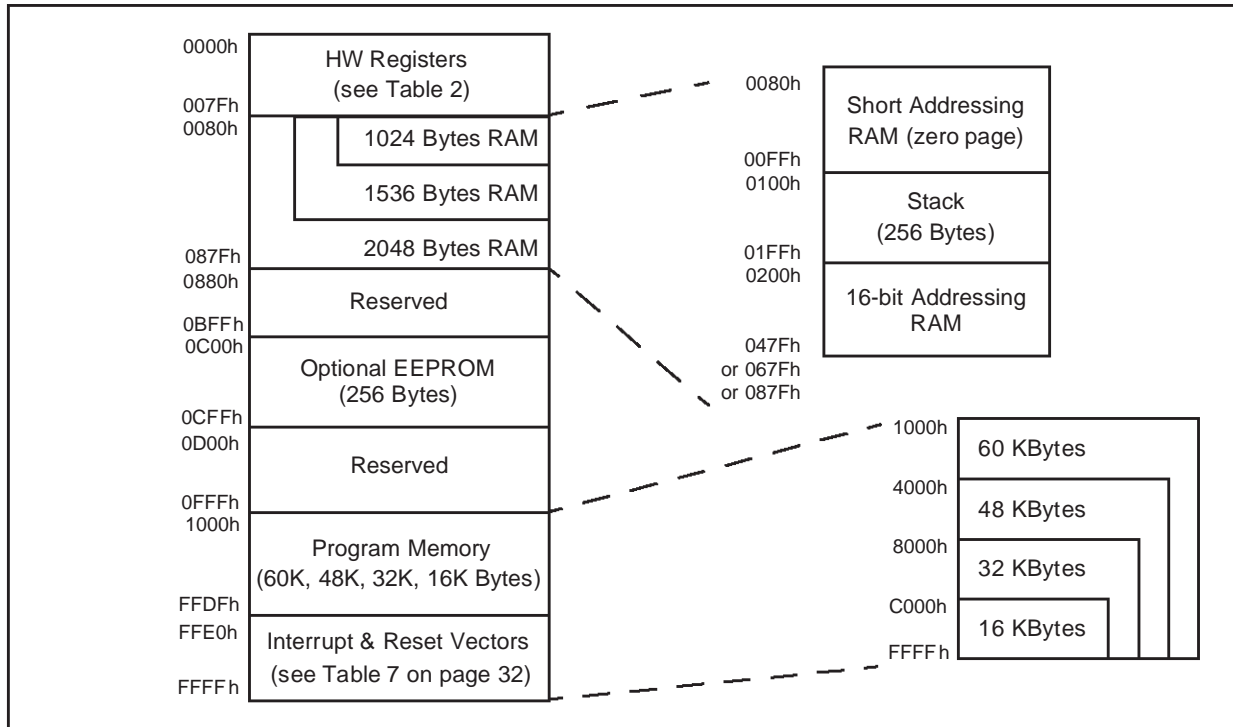 0000h
HW Registers
(see Table 2)
007Fh
0080h
1024 Bytes RAM
1536 Bytes RAM
2048 Bytes RAM
087Fh
0880h
Reserved
0BFFh
0C00h
Optional EEPROM
(256 Bytes)
0CFFh
0D00h
Reserved
0FFFh
1000h
Program Memory
(60K, 48K, 32K, 16K Bytes)
FFDFh
FFE0h
Interrupt & Reset Vectors
(see Table 7 on page 32)
FFFFh
0080h
Short Addressing
RAM (zero page)
00FFh
0100h
Stack
(256 Bytes)
01FFh
0200h
16-bit Addressing
RAM
047Fh
or 067Fh
or 087Fh
1000h
60 KBytes
4000h
48 KBytes
8000h
32 KBytes
C000h
16 KBytes
FFFFh